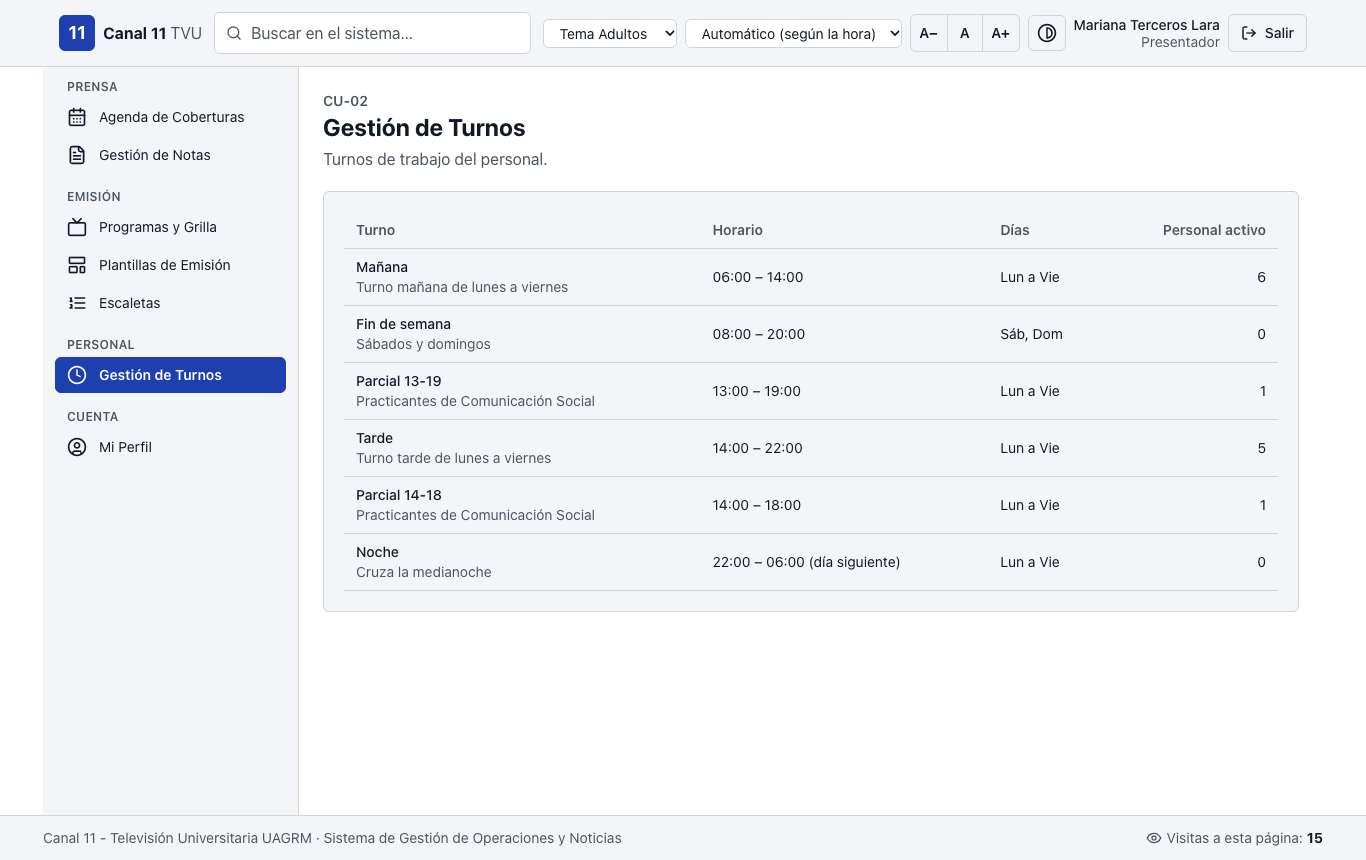 11 Canal 11 TVU
Buscar en el sistema...
Tema Adultos
Automático (según la hora)
A− A A+
Mariana Terceros Lara
Presentador
Salir
PRENSA
Agenda de Coberturas
Gestión de Notas
EMISIÓN
Programas y Grilla
Plantillas de Emisión
Escaletas
PERSONAL
Gestión de Turnos
CUENTA
Mi Perfil
CU-02
Gestión de Turnos
Turnos de trabajo del personal.
Turno Horario Días Personal activo
Mañana
Turno mañana de lunes a viernes
06:00 – 14:00 Lun a Vie 6
Fin de semana
Sábados y domingos
08:00 – 20:00 Sáb, Dom 0
Parcial 13-19
Practicantes de Comunicación Social
13:00 – 19:00 Lun a Vie 1
Tarde
Turno tarde de lunes a viernes
14:00 – 22:00 Lun a Vie 5
Parcial 14-18
Practicantes de Comunicación Social
14:00 – 18:00 Lun a Vie 1
Noche
Cruza la medianoche
22:00 – 06:00 (día siguiente) Lun a Vie 0
Canal 11 - Televisión Universitaria UAGRM · Sistema de Gestión de Operaciones y Noticias
Visitas a esta página: 15